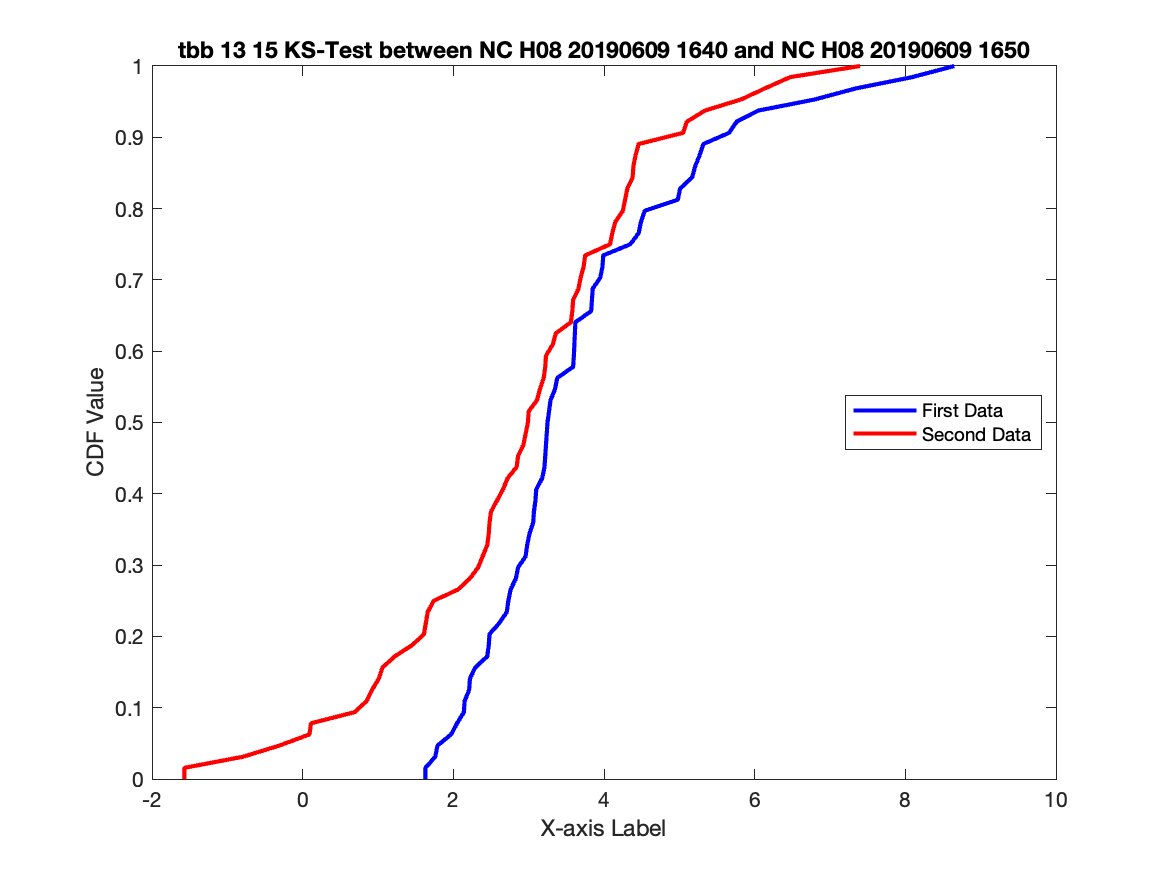 tbb 13 15 KS-Test between NC H08 20190609 1640 and NC H08 20190609 1650
1
0.9
0.8
0.7
0.6
0.5
0.4
0.3
0.2
0.1
0
CDF Value
First Data
Second Data
-2 0 2 4 6 8 10
X-axis Label